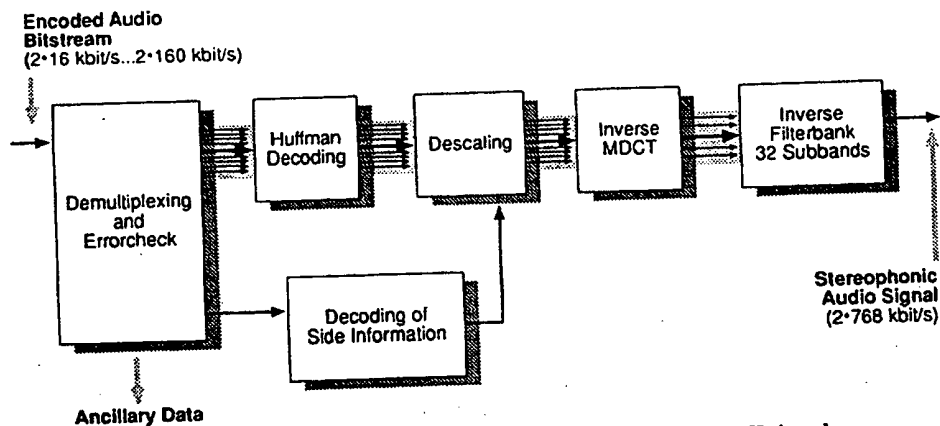 Encoded Audio
Bitstream
(2•16 kbit/s...2•160 kbit/s)
Demultiplexing
and
Errorcheck
Huffman
Decoding
Descaling
Inverse
MDCT
Inverse
Filterbank
32 Subbands
Decoding of
Side Information
Stereophonic
Audio Signal
(2•768 kbit/s)
Ancillary Data